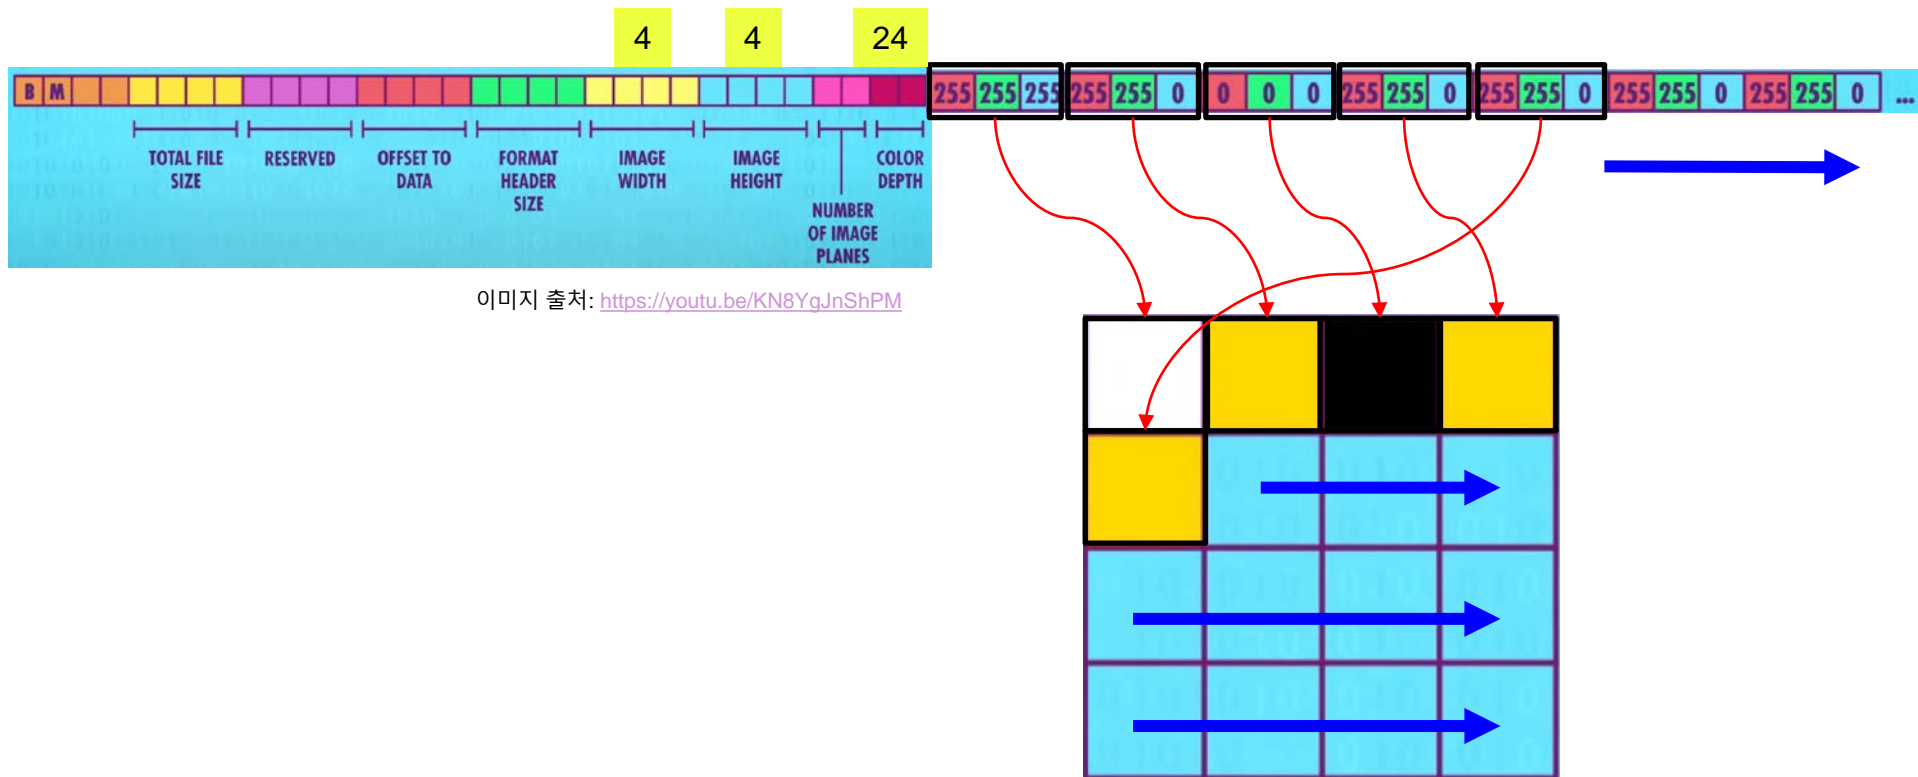 4 4 24
B M 255 255 255 255 255 0 0 0 0 255 255 0 255 255 0 255 255 0 255 255 0 ...
TOTAL FILE SIZE
RESERVED
OFFSET TO DATA
FORMAT HEADER SIZE
IMAGE WIDTH
IMAGE HEIGHT
NUMBER OF IMAGE PLANES
COLOR DEPTH
이미지 출처: https://youtu.be/KN8YgJnShPM